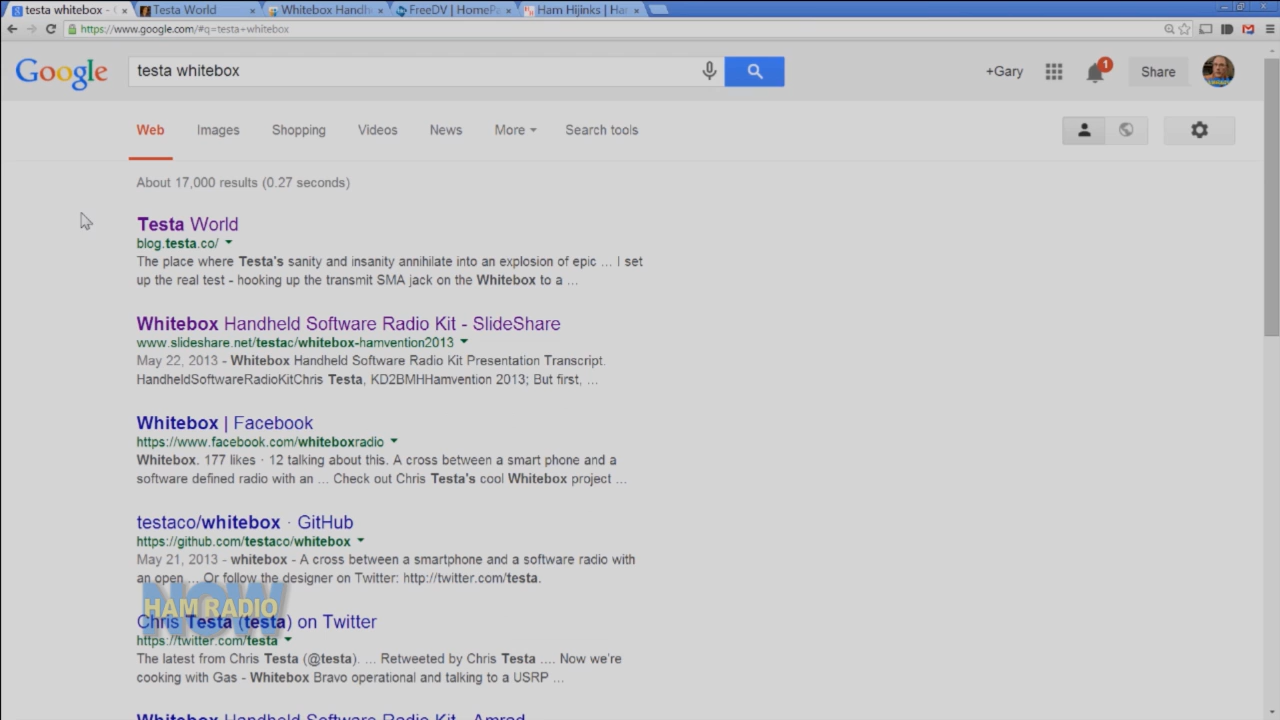 testa whitebox -
Testa World
Whitebox Handh
FreeDV | HomePa
Ham Hijinks | Ham
https://www.google.com/#q=testa+whitebox
Google
testa whitebox
+Gary
1
Share
Web
Images
Shopping
Videos
News
More
Search tools
About 17,000 results (0.27 seconds)
Testa World
blog.testa.co/
The place where Testa's sanity and insanity annihilate into an explosion of epic ... I set
up the real test - hooking up the transmit SMA jack on the Whitebox to a ...
Whitebox Handheld Software Radio Kit - SlideShare
www.slideshare.net/testac/whitebox-hamvention2013
May 22, 2013 - Whitebox Handheld Software Radio Kit Presentation Transcript.
HandheldSoftwareRadioKitChris Testa, KD2BMHHamvention 2013; But first, ...
Whitebox | Facebook
https://www.facebook.com/whiteboxradio
Whitebox. 177 likes · 12 talking about this. A cross between a smart phone and a
software defined radio with an ... Check out Chris Testa's cool Whitebox project ...
testaco/whitebox · GitHub
https://github.com/testaco/whitebox
May 21, 2013 - whitebox - A cross between a smartphone and a software radio with
an open ... Or follow the designer on Twitter: http://twitter.com/testa.
NOW
HAM RADIO
Chris Testa (testa) on Twitter
https://twitter.com/testa
The latest from Chris Testa (@testa). ... Retweeted by Chris Testa .... Now we're
cooking with Gas - Whitebox Bravo operational and talking to a USRP ...
Whitebox Handheld Software Radio Kit - Amrad